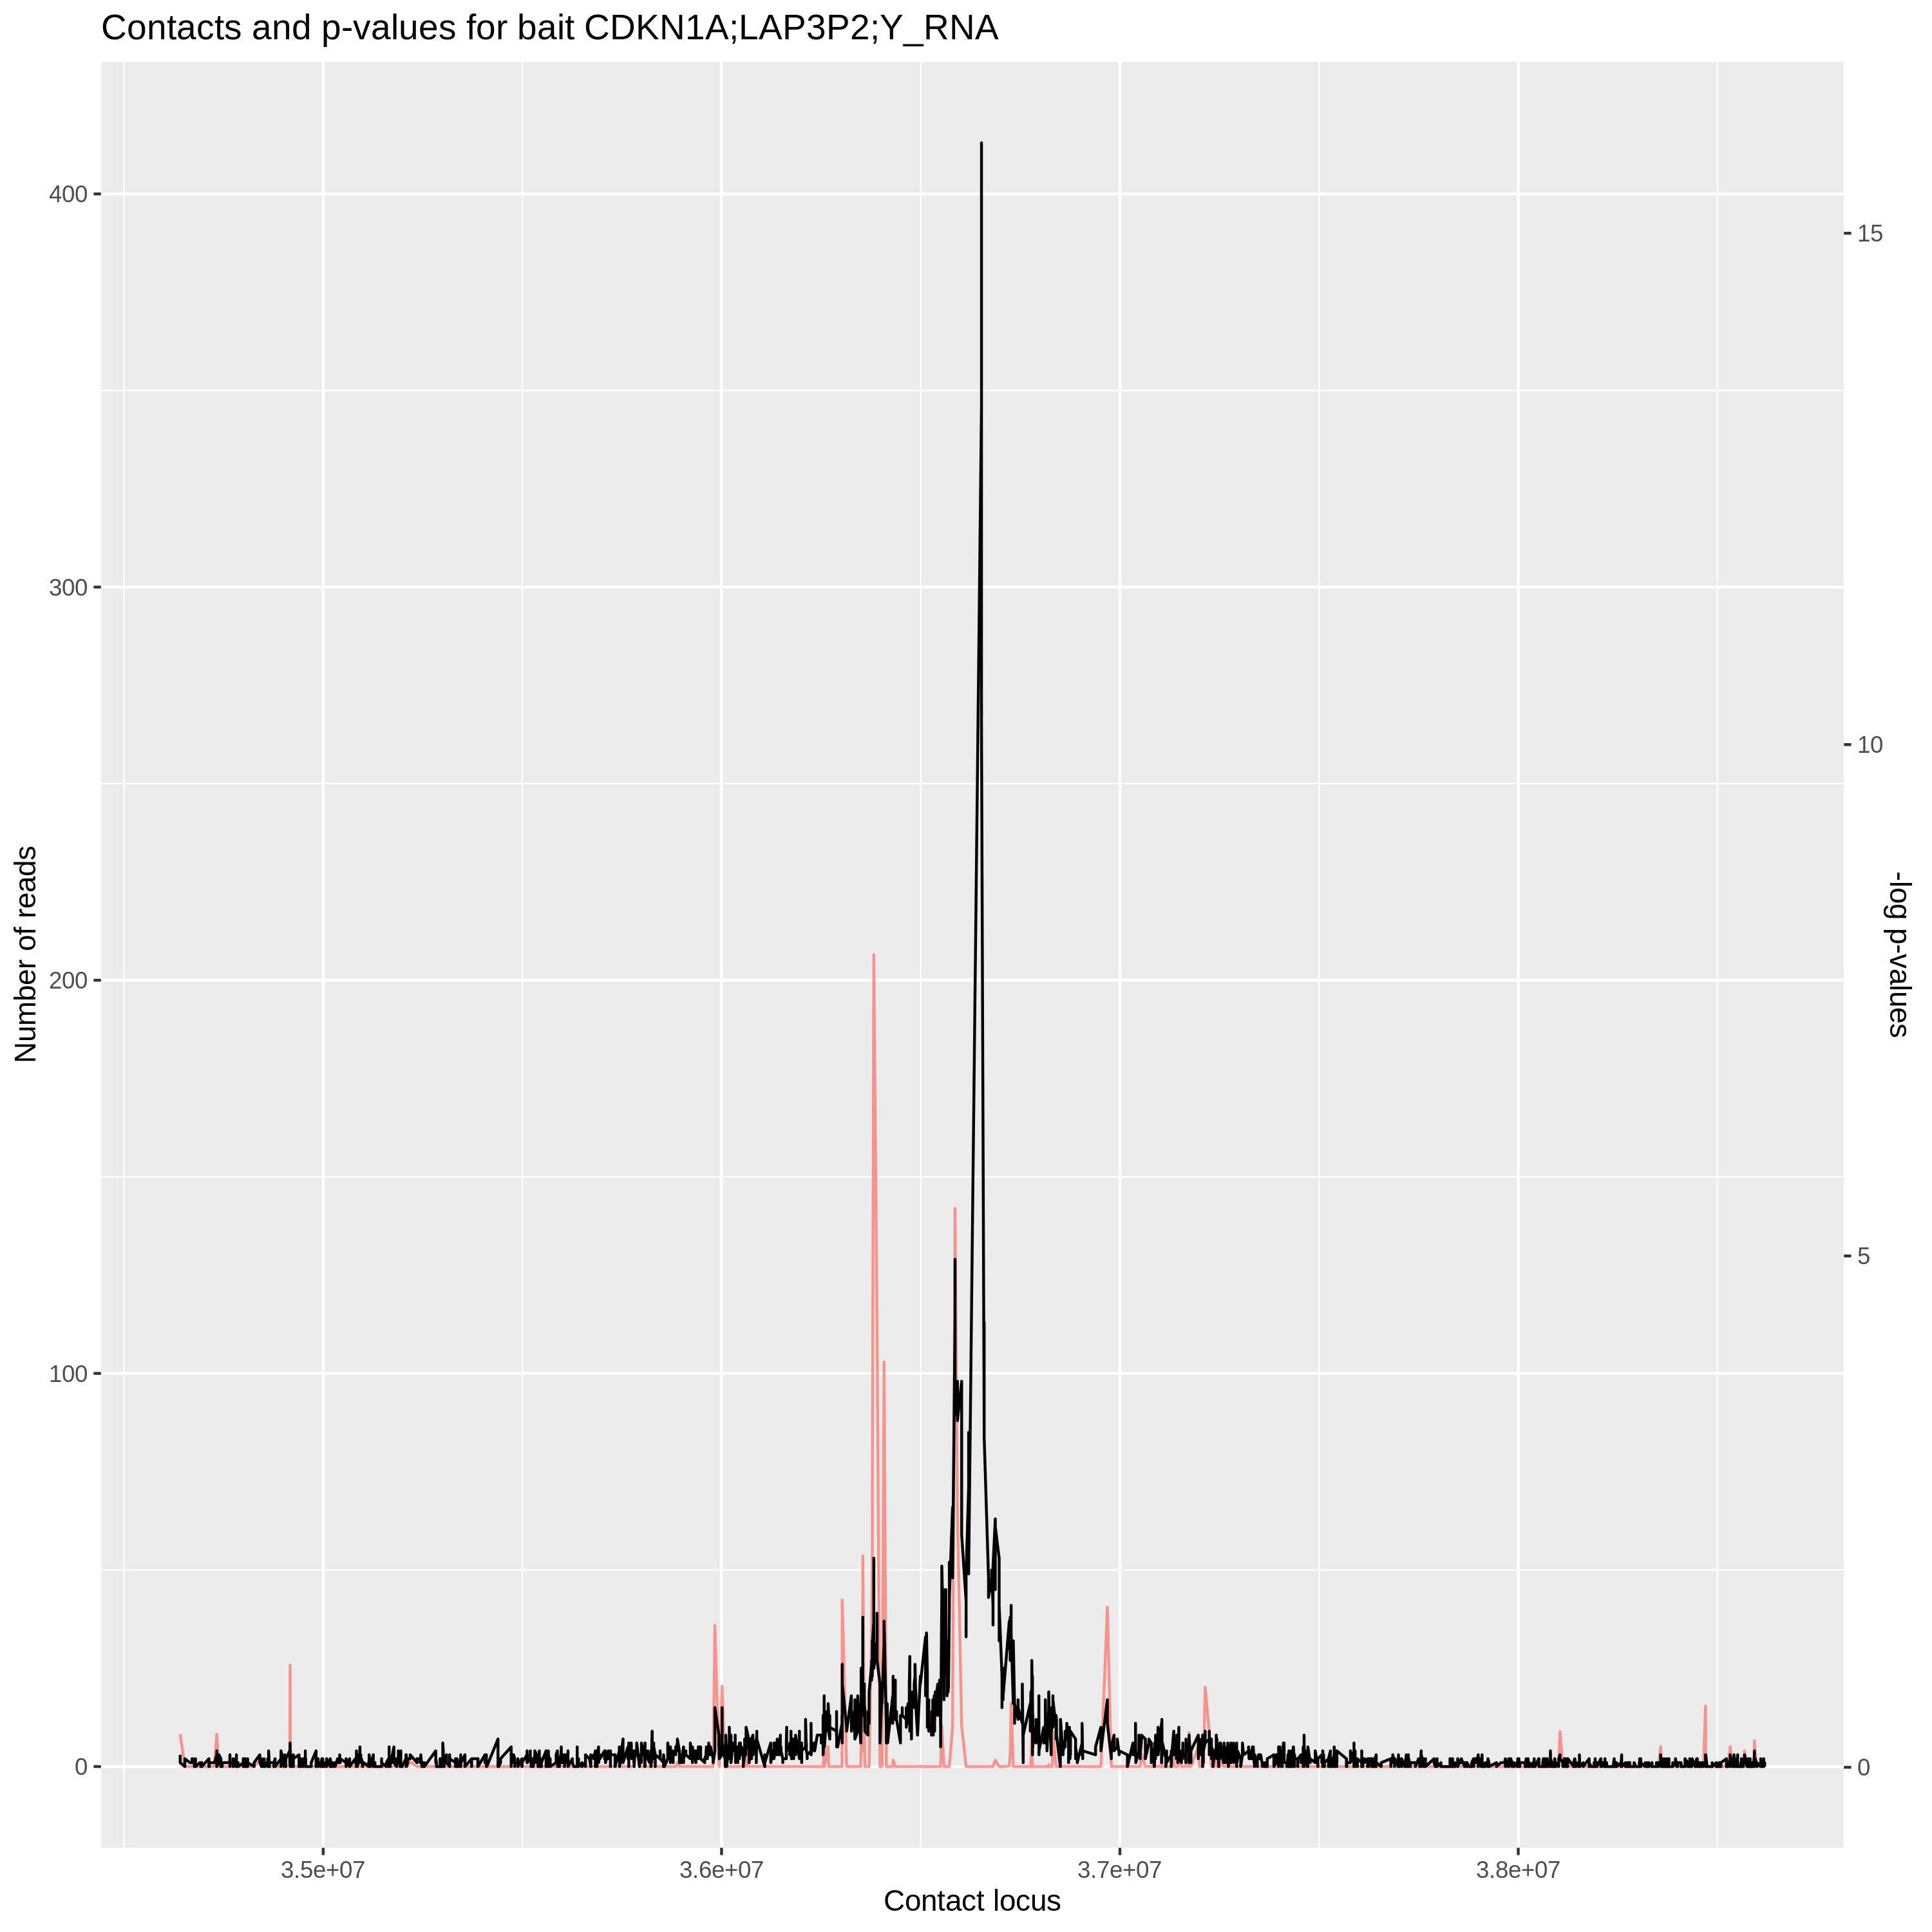 Contacts and p-values for bait CDKN1A;LAP3P2;Y_RNA
400
300
200
100
0
Number of reads
15
10
5
0
-log p-values
3.5e+07 3.6e+07 3.7e+07 3.8e+07
Contact locus